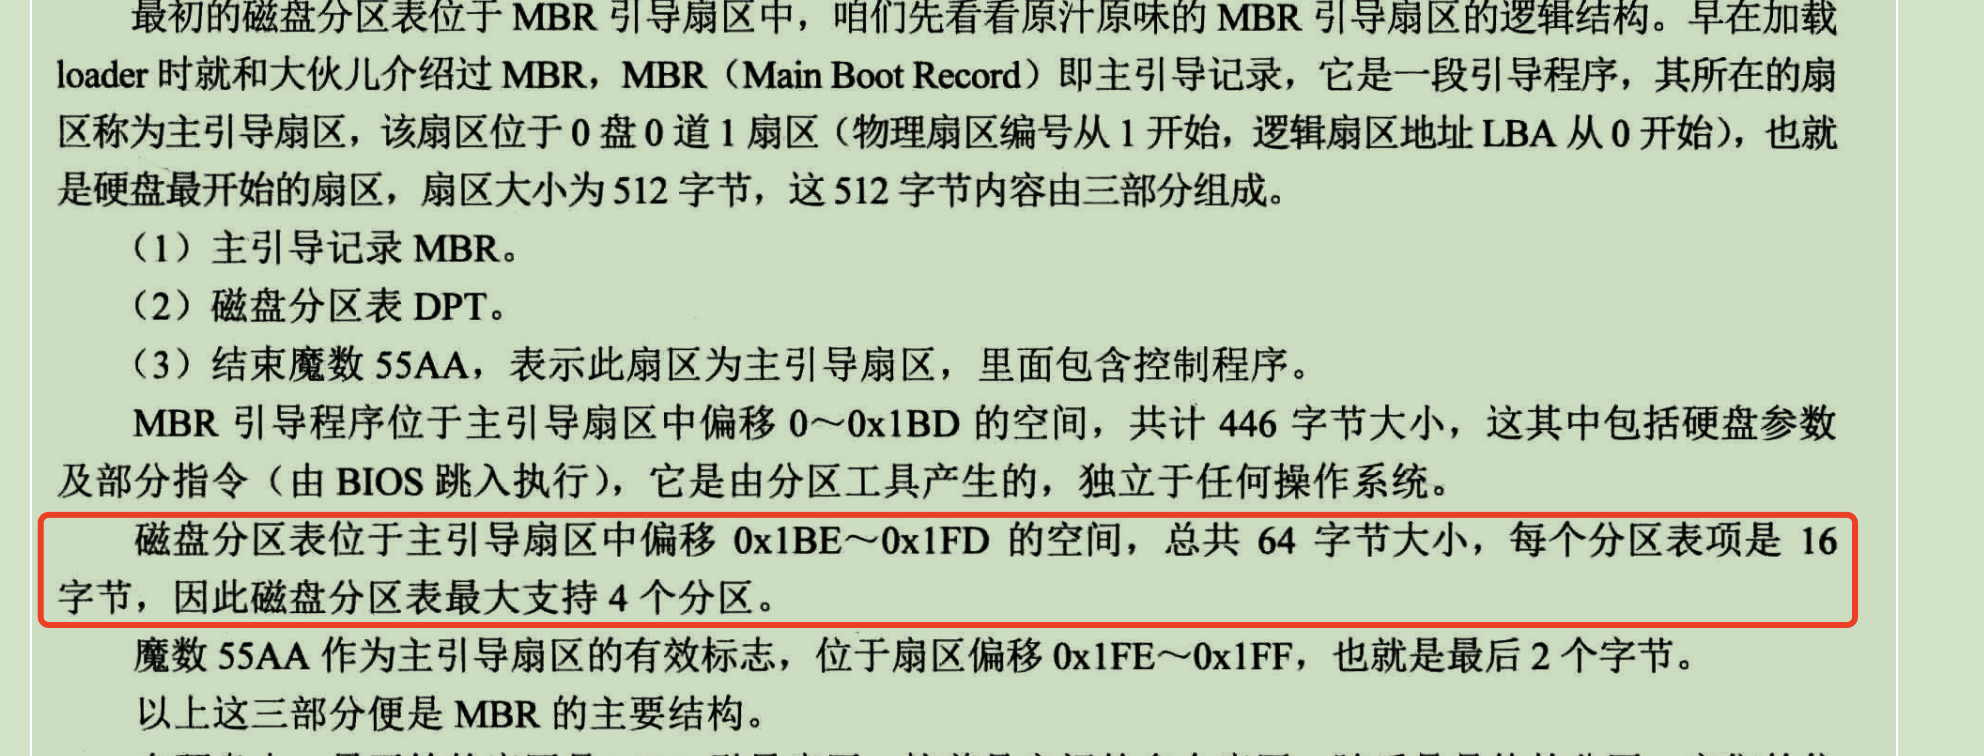 最初的磁盘分区表位于 MBR 引导扇区中，咱们先看看原汁原味的 MBR 引导扇区的逻辑结构。早在加载
loader 时就和大伙儿介绍过 MBR，MBR（Main Boot Record）即主引导记录，它是一段引导程序，其所在的扇
区称为主引导扇区，该扇区位于 0 盘 0 道 1 扇区（物理扇区编号从 1 开始，逻辑扇区地址 LBA 从 0 开始），也就
是硬盘最开始的扇区，扇区大小为 512 字节，这 512 字节内容由三部分组成。
（1）主引导记录 MBR。
（2）磁盘分区表 DPT。
（3）结束魔数 55AA，表示此扇区为主引导扇区，里面包含控制程序。
MBR 引导程序位于主引导扇区中偏移 0～0x1BD 的空间，共计 446 字节大小，这其中包括硬盘参数
及部分指令（由 BIOS 跳入执行），它是由分区工具产生的，独立于任何操作系统。
磁盘分区表位于主引导扇区中偏移 0x1BE～0x1FD 的空间，总共 64 字节大小，每个分区表项是 16
字节，因此磁盘分区表最大支持 4 个分区。
魔数 55AA 作为主引导扇区的有效标志，位于扇区偏移 0x1FE～0x1FF，也就是最后 2 个字节。
以上这三部分便是 MBR 的主要结构。